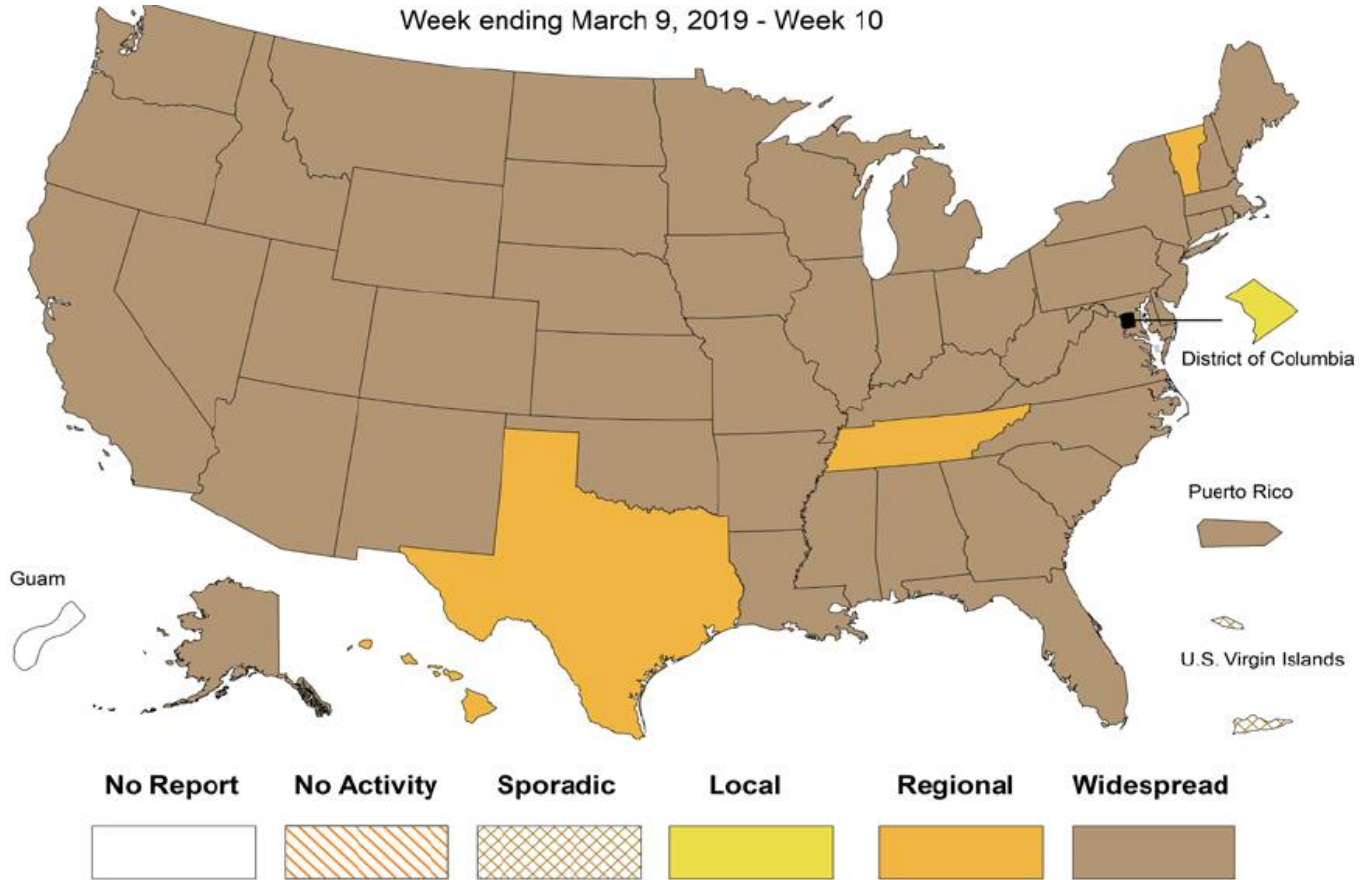 Week ending March 9, 2019 - Week 10
District of Columbia
Puerto Rico
Guam
U.S. Virgin Islands
No Report No Activity Sporadic Local Regional Widespread